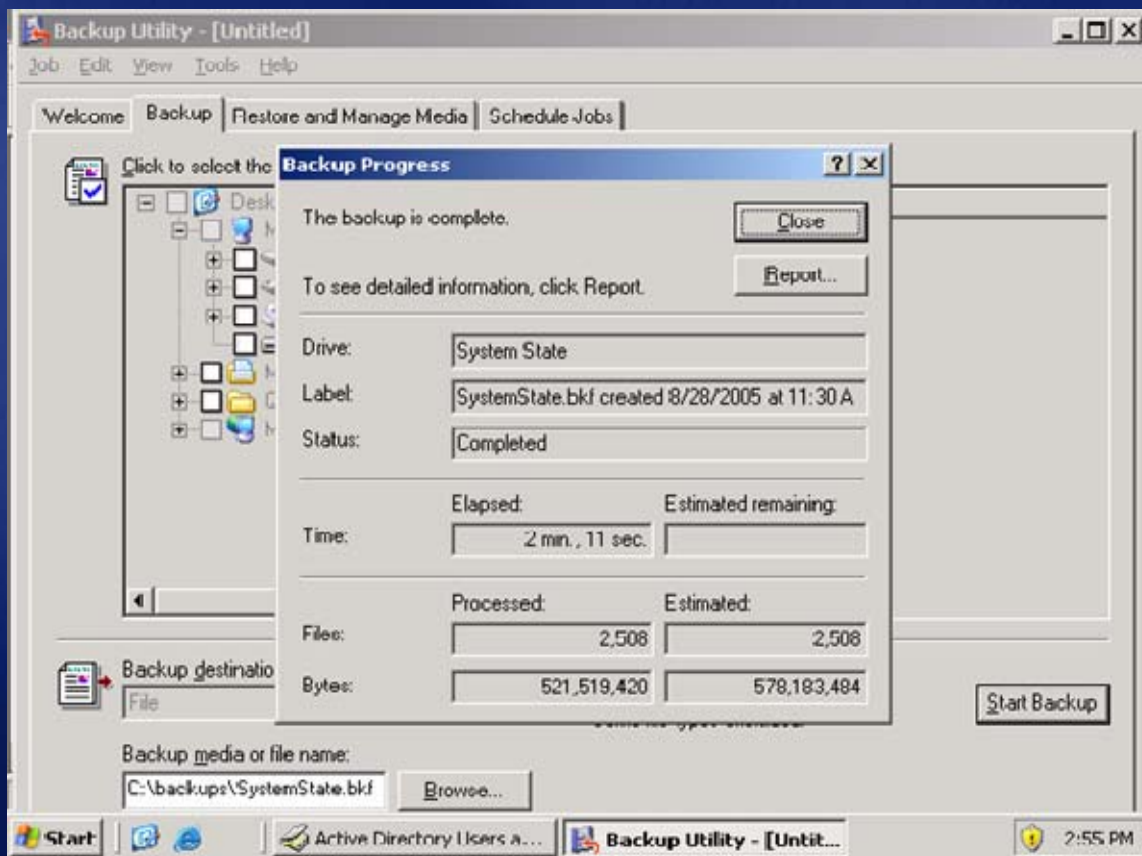 Backup Utility - [Untitled]
Job Edit View Tools Help
Welcome Backup Restore and Manage Media Schedule Jobs
Click to select the
Desk
Backup Progress
The backup is complete.
Close
To see detailed information, click Report.
Report...
Drive: System State
Label: SystemState.bkf created 8/28/2005 at 11:30 A
Status: Completed
Elapsed: Estimated remaining:
Time: 2 min., 11 sec.
Processed: Estimated:
Files: 2,508 2,508
Bytes: 521,519,420 578,183,484
Backup destinatio
File
Start Backup
Backup media or file name:
C:\backups\SystemState.bkf Browse...
Start Active Directory Users a... Backup Utility - [Untit... 2:55 PM